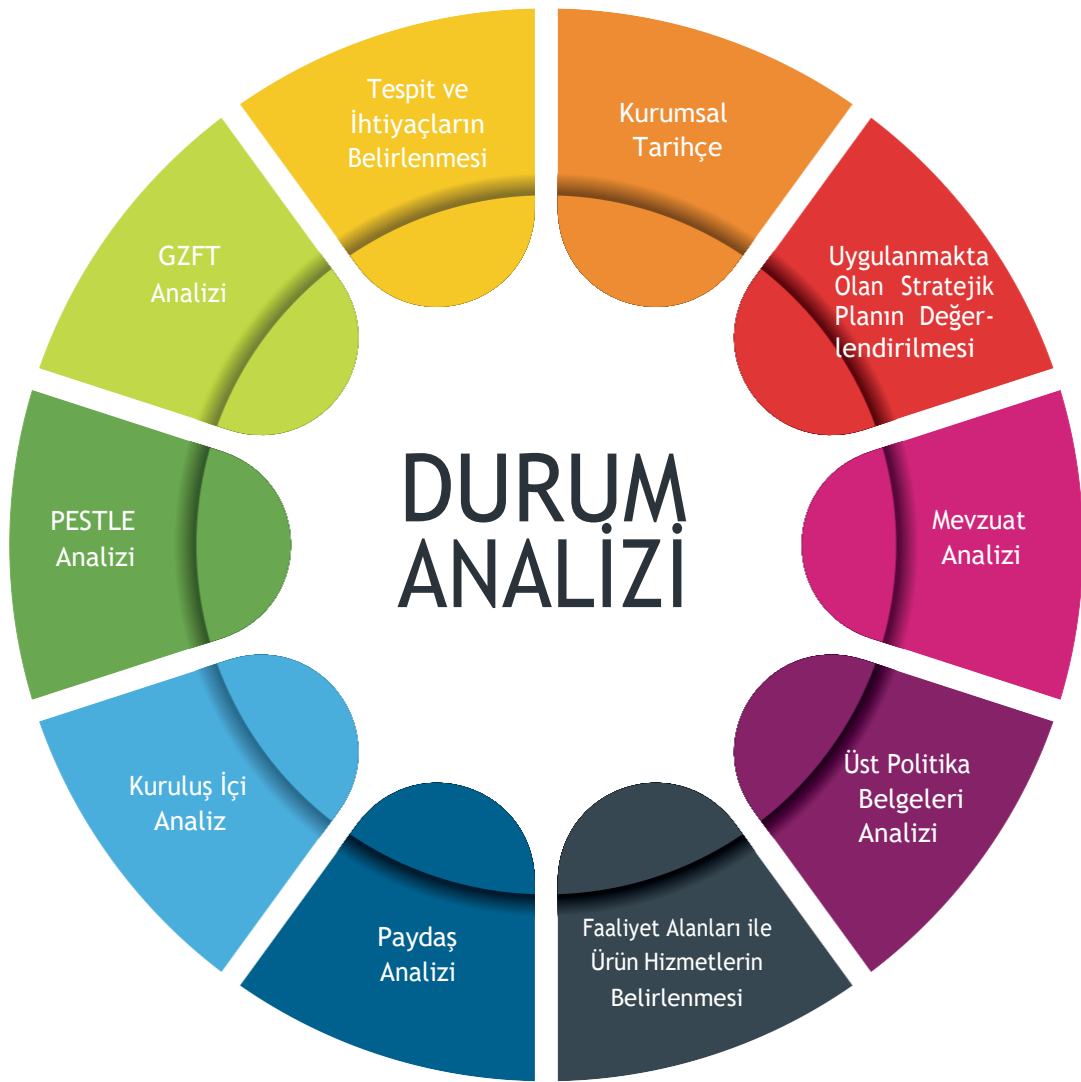 DURUM
ANALİZİ
Kurumsal
Tarihçe
Uygulanmakta
Olan Stratejik
Planın Değer-
lendirilmesi
Mevzuat
Analizi
Üst Politika
Belgeleri
Analizi
Faaliyet Alanları ile
Ürün Hizmetlerin
Belirlenmesi
Paydaş
Analizi
Kuruluş İçi
Analiz
PESTLE
Analizi
GZFT
Analizi
Tespit ve
İhtiyaçların
Belirlenmesi